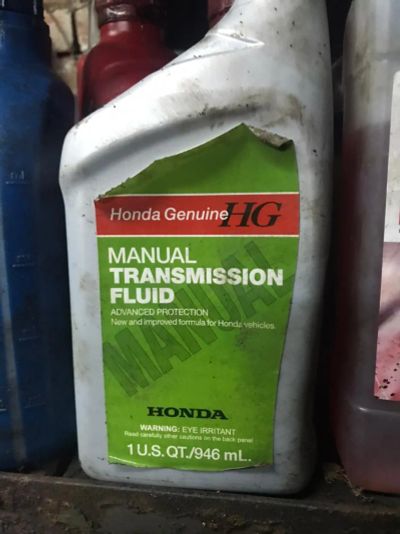 Honda Genuine HG
MANUAL
TRANSMISSION
FLUID
ADVANCED PROTECTION
New and improved formula for Honda vehicles.
MANUAL
HONDA
WARNING: EYE IRRITANT
Read carefully other cautions on the back panel
1 U.S. QT./946 mL.